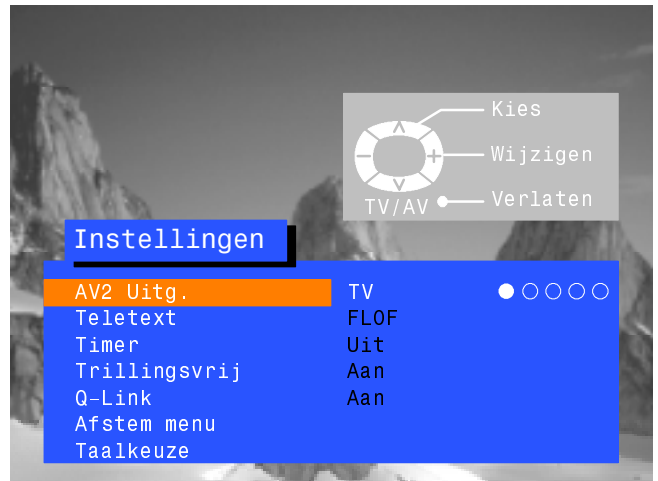 Kies
Wijzigen
TV/AV Verlaten
Instellingen
AV2 Uitg. TV
Teletext FLOF
Timer Uit
Trillingsvrij Aan
Q-Link Aan
Afstem menu
Taalkeuze